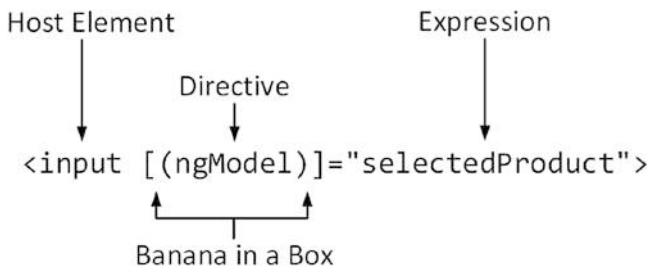 Host Element Expression
Directive
<input [(ngModel)]="selectedProduct">
Banana in a Box